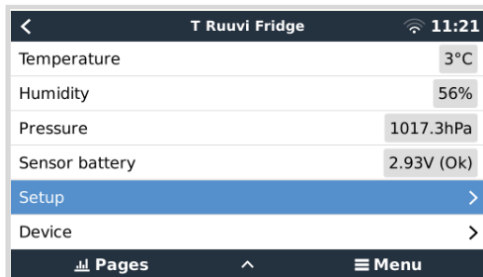 T Ruuvi Fridge 11:21
Temperature 3°C
Humidity 56%
Pressure 1017.3hPa
Sensor battery 2.93V (Ok)
Setup
Device
Pages Menu